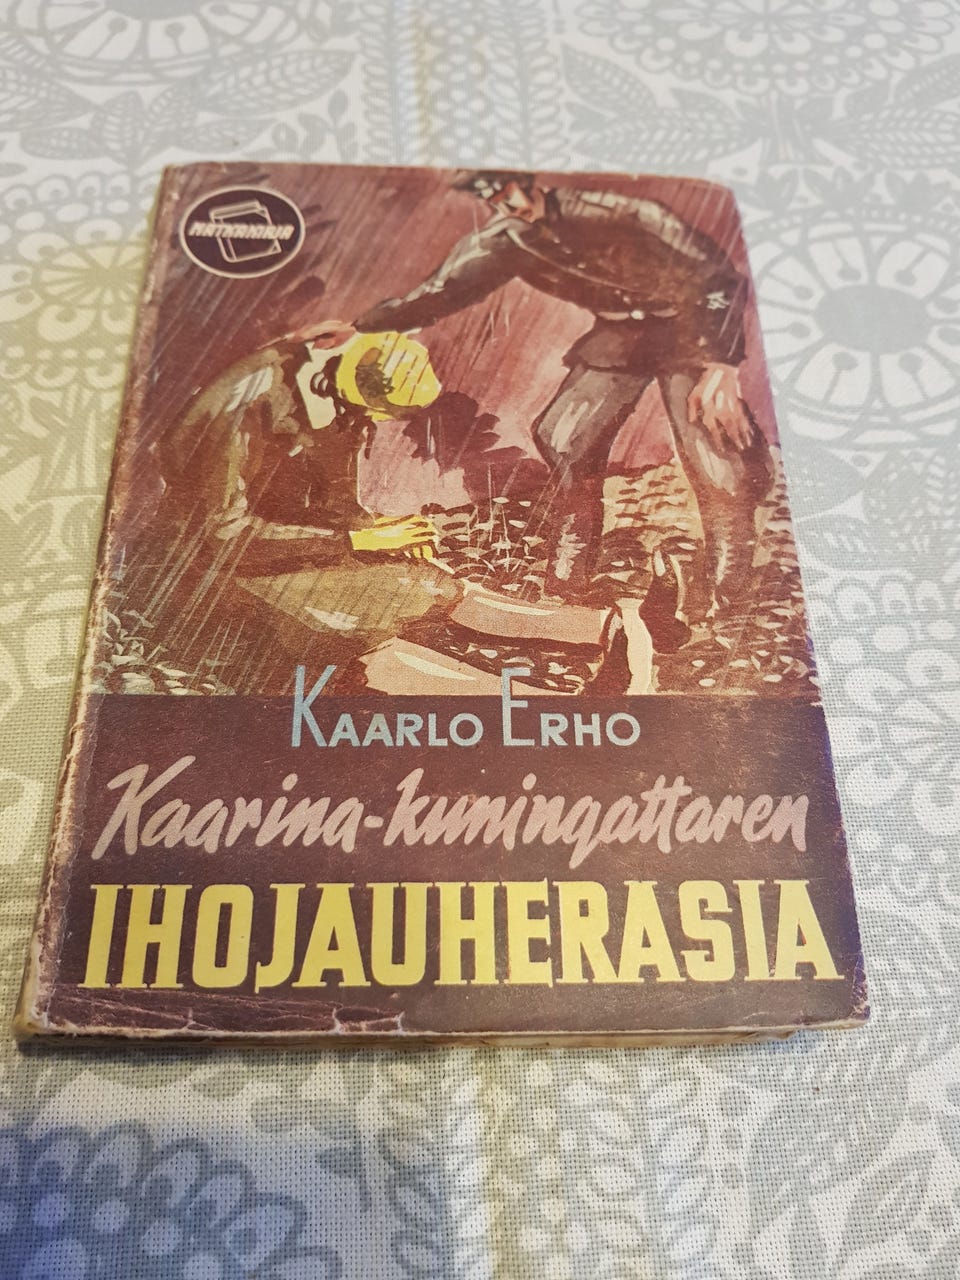 MATKAKIRJA
KAARLO ERHO
Kaarina-kuningattaren
IHOJAUHERASIA